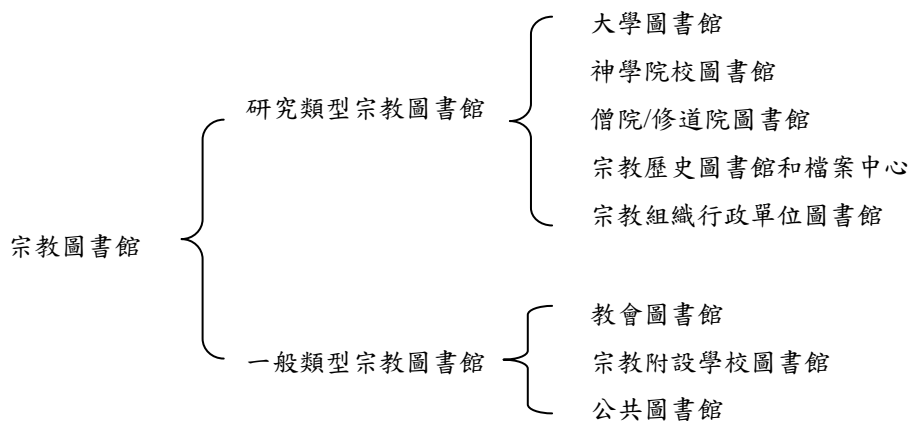 宗教圖書館
研究類型宗教圖書館
大學圖書館
神學院校圖書館
僧院/修道院圖書館
宗教歷史圖書館和檔案中心
宗教組織行政單位圖書館
一般類型宗教圖書館
教會圖書館
宗教附設學校圖書館
公共圖書館